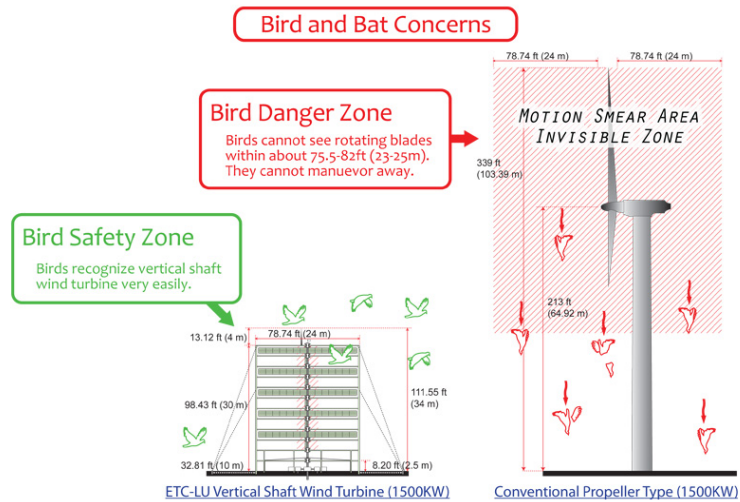 Bird and Bat Concerns
78.74 ft (24 m)
78.74 ft (24 m)
Bird Danger Zone
Birds cannot see rotating blades
within about 75.5-82ft (23-25m).
They cannot manuevor away.
MOTION SMEAR AREA
INVISIBLE ZONE
339 ft
(103.39 m)
Bird Safety Zone
Birds recognize vertical shaft
wind turbine very easily.
213 ft
(64.92 m)
13.12 ft (4 m)
78.74 ft (24 m)
98.43 ft (30 m)
111.55 ft
(34 m)
32.81 ft (10 m)
8.20 ft (2.5 m)
ETC-LU Vertical Shaft Wind Turbine (1500KW)
Conventional Propeller Type (1500KW)